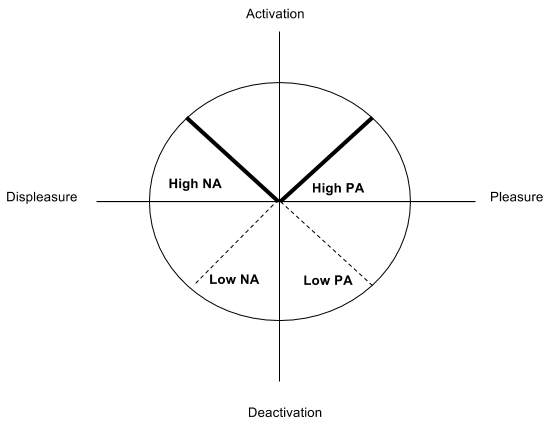 Activation
High NA
High PA
Displeasure
Pleasure
Low NA
Low PA
Deactivation